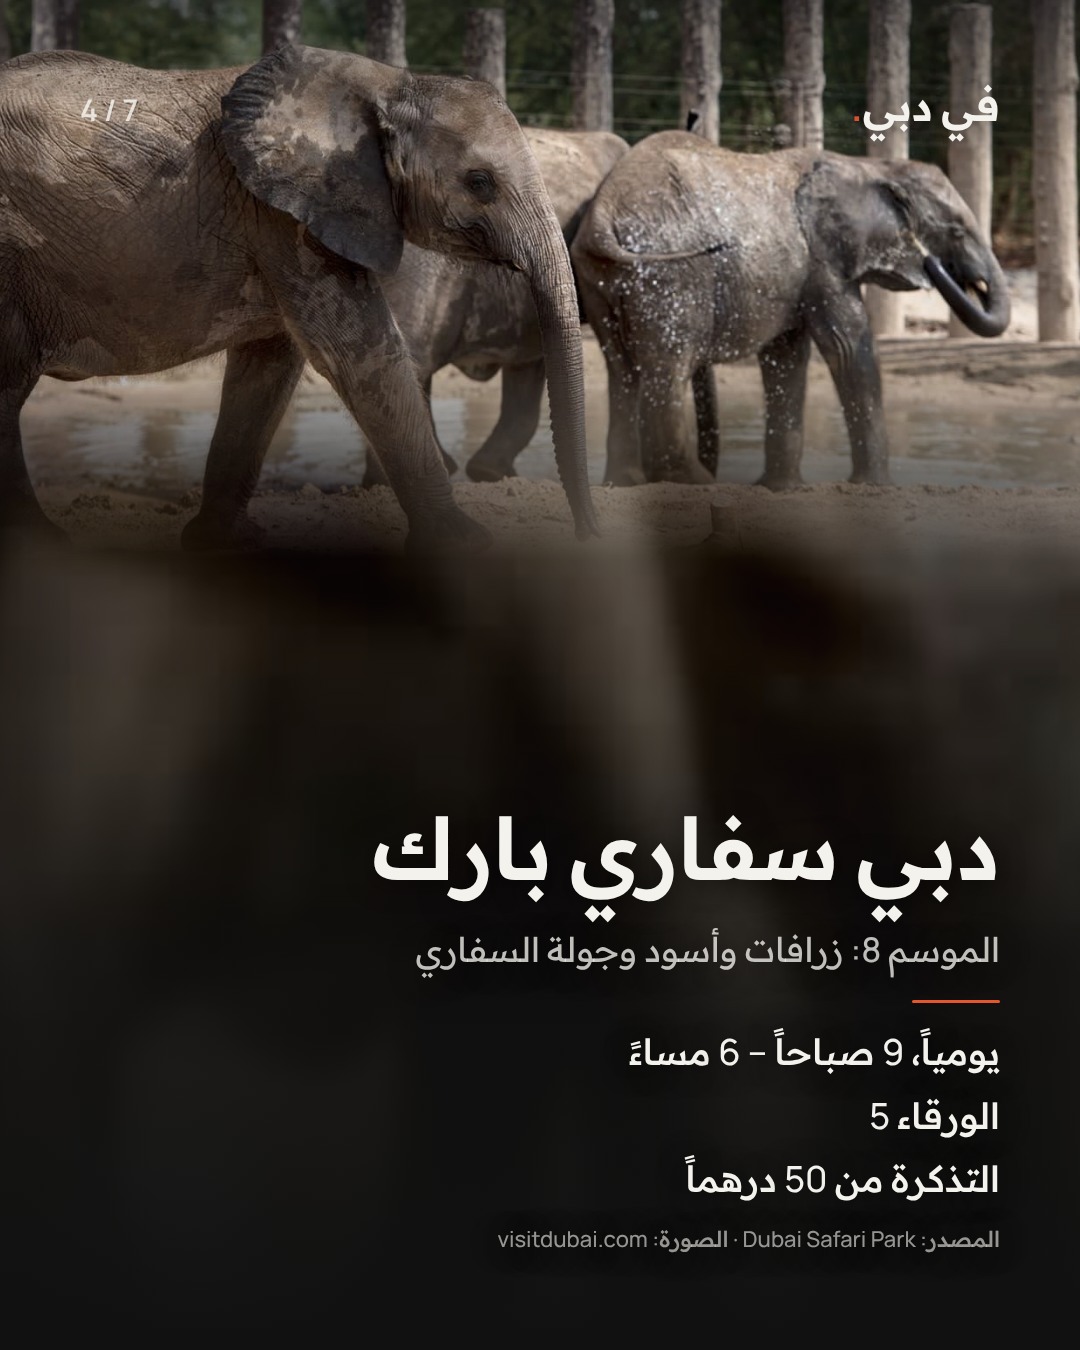 في دبي.
4 / 7
دبي سفاري بارك
الموسم 8: زرافات وأسود وجولة السفاري
يومياً، 9 صباحاً – 6 مساءً
الورقاء 5
التذكرة من 50 درهماً
المصدر: Dubai Safari Park · الصورة: visitdubai.com